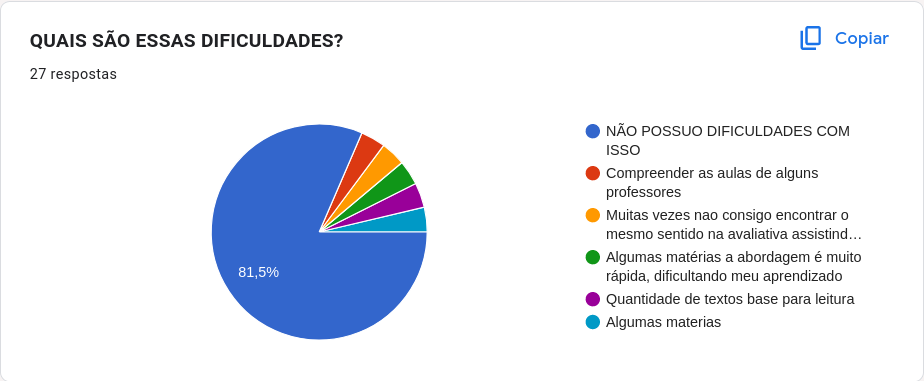 QUAIS SÃO ESSAS DIFICULDADES?
Copiar
27 respostas
81,5%
NÃO POSSUO DIFICULDADES COM
ISSO
Compreender as aulas de alguns
professores
Muitas vezes nao consigo encontrar o
mesmo sentido na avaliativa assistind…
Algumas matérias a abordagem é muito
rápida, dificultando meu aprendizado
Quantidade de textos base para leitura
Algumas materias